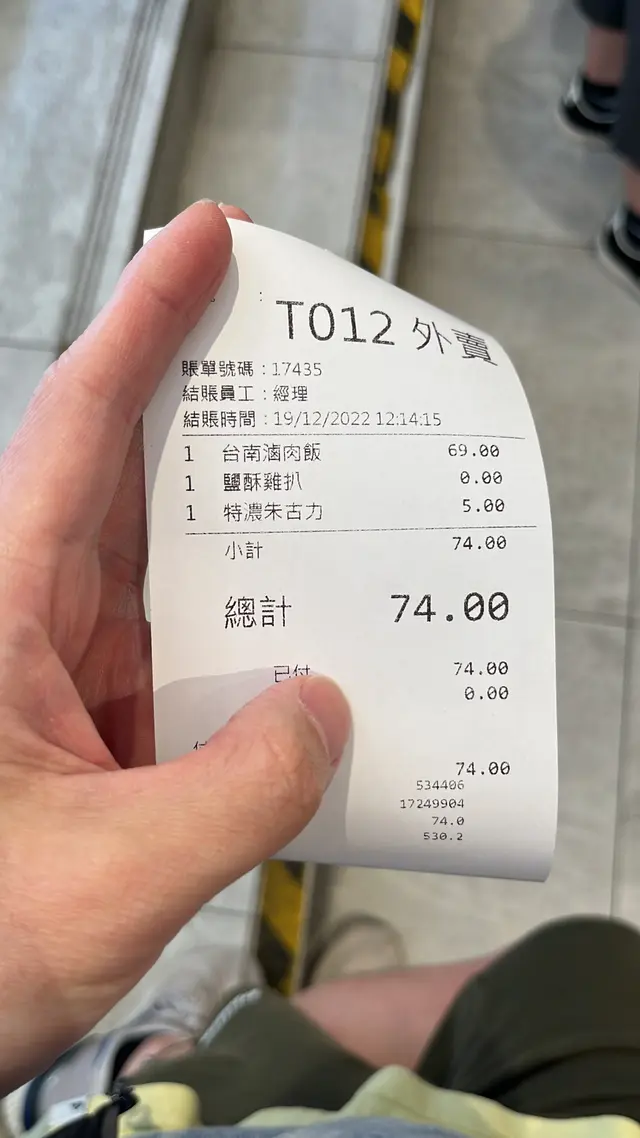 T012 外賣
賬單號碼：17435
結賬員工：經理
結賬時間：19/12/2022 12:14:15
1 台南滷肉飯 69.00
1 鹽酥雞扒 0.00
1 特濃朱古力 5.00
小計 74.00
總計 74.00
已付 74.00
0.00
74.00
534406
17249904
74.0
530.2